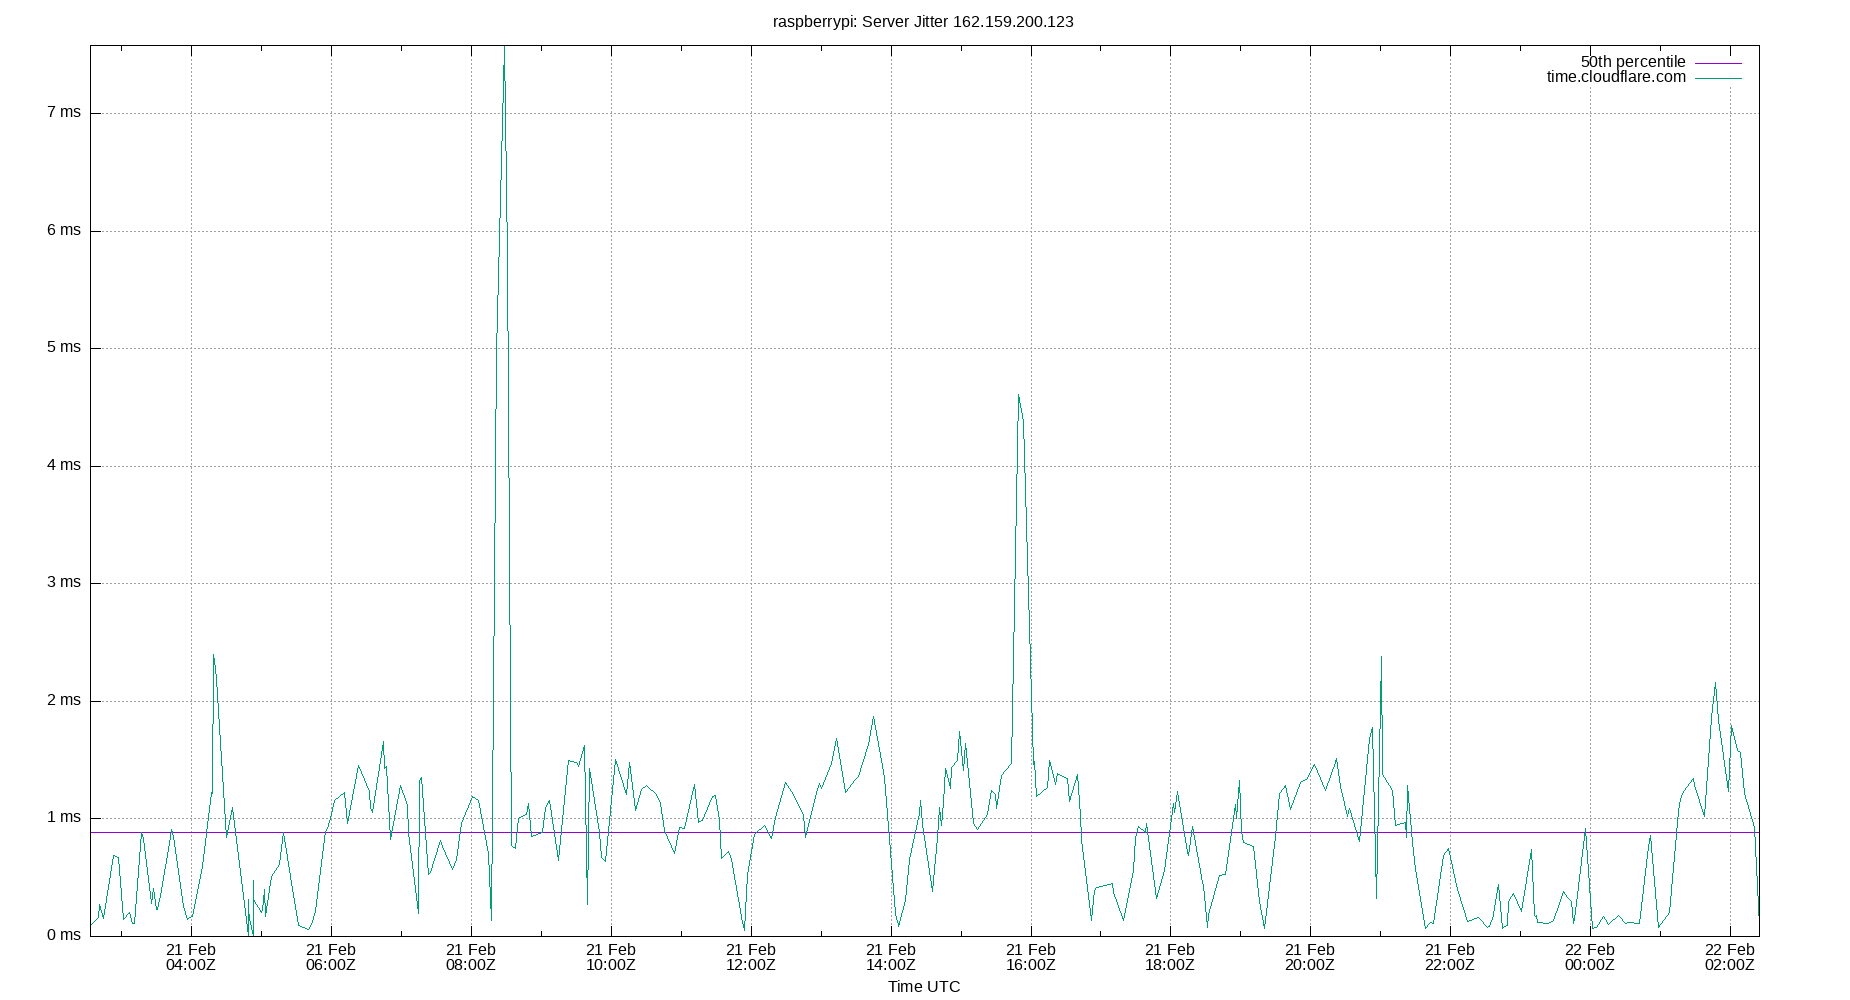 raspberrypi: Server Jitter 162.159.200.123
50th percentile
time.cloudflare.com
7 ms
6 ms
5 ms
4 ms
3 ms
2 ms
1 ms
0 ms
21 Feb 21 Feb 21 Feb 21 Feb 21 Feb 21 Feb 21 Feb 21 Feb 21 Feb 21 Feb 22 Feb 22 Feb
04:00Z 06:00Z 08:00Z 10:00Z 12:00Z 14:00Z 16:00Z 18:00Z 20:00Z 22:00Z 00:00Z 02:00Z
Time UTC